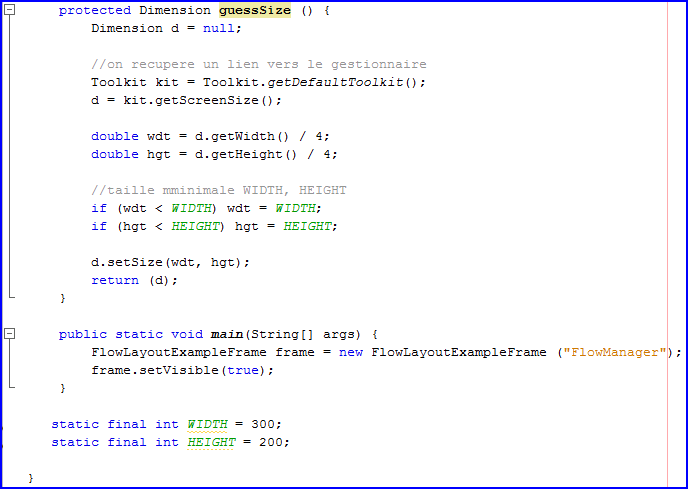 protected Dimension guessSize () {
Dimension d = null;
//on recupere un lien vers le gestionnaire
Toolkit kit = Toolkit.getDefaultToolkit();
d = kit.getScreenSize();
double wdt = d.getWidth() / 4;
double hgt = d.getHeight() / 4;
//taille mminimale WIDTH, HEIGHT
if (wdt < WIDTH) wdt = WIDTH;
if (hgt < HEIGHT) hgt = HEIGHT;
d.setSize(wdt, hgt);
return (d);
}
public static void main(String[] args) {
FlowLayoutExampleFrame frame = new FlowLayoutExampleFrame ("FlowManager");
frame.setVisible(true);
}
static final int WIDTH = 300;
static final int HEIGHT = 200;
}